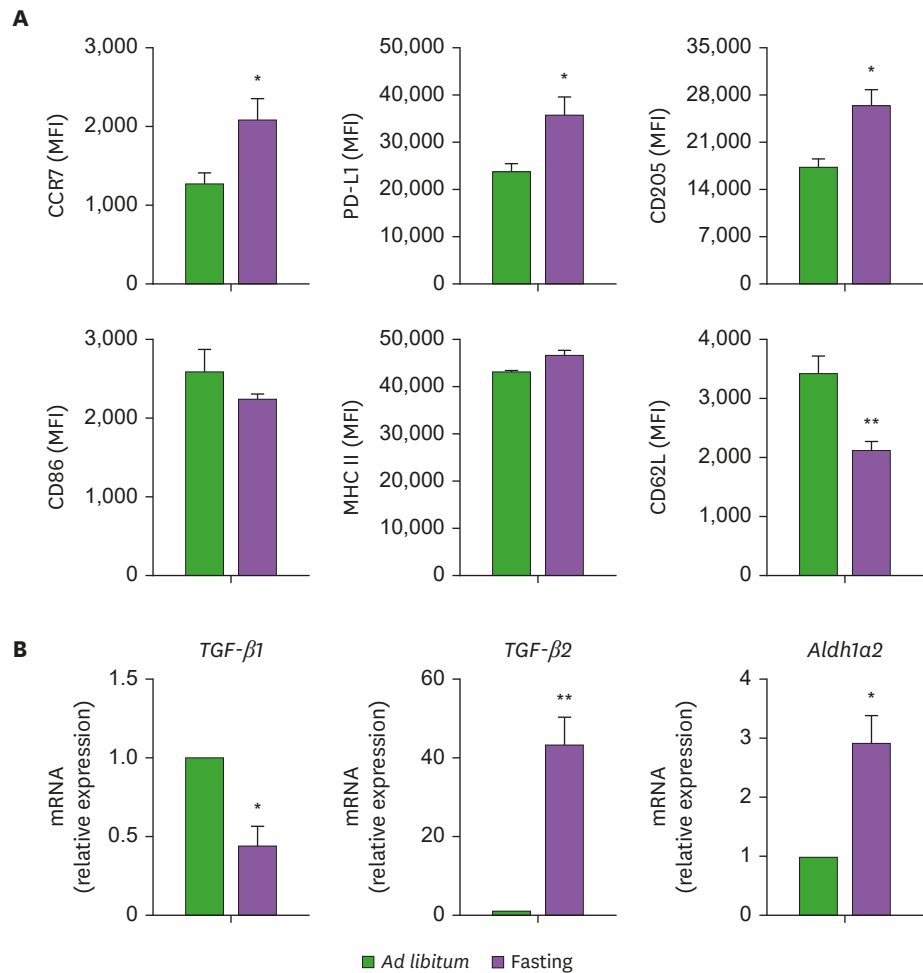 A
CCR7 (MFI)
3,000
2,000
1,000
0
*
PD-L1 (MFI)
50,000
40,000
30,000
20,000
10,000
0
*
CD205 (MFI)
35,000
28,000
21,000
14,000
7,000
0
*
CD86 (MFI)
3,000
2,000
1,000
0
MHC II (MFI)
50,000
40,000
30,000
20,000
10,000
0
CD62L (MFI)
4,000
3,000
2,000
1,000
0
**
B
TGF-β1
mRNA
(relative expression)
1.5
1.0
0.5
0
*
TGF-β2
mRNA
(relative expression)
60
40
20
0
**
Aldh1a2
mRNA
(relative expression)
4
3
2
1
0
*
Ad libitum Fasting